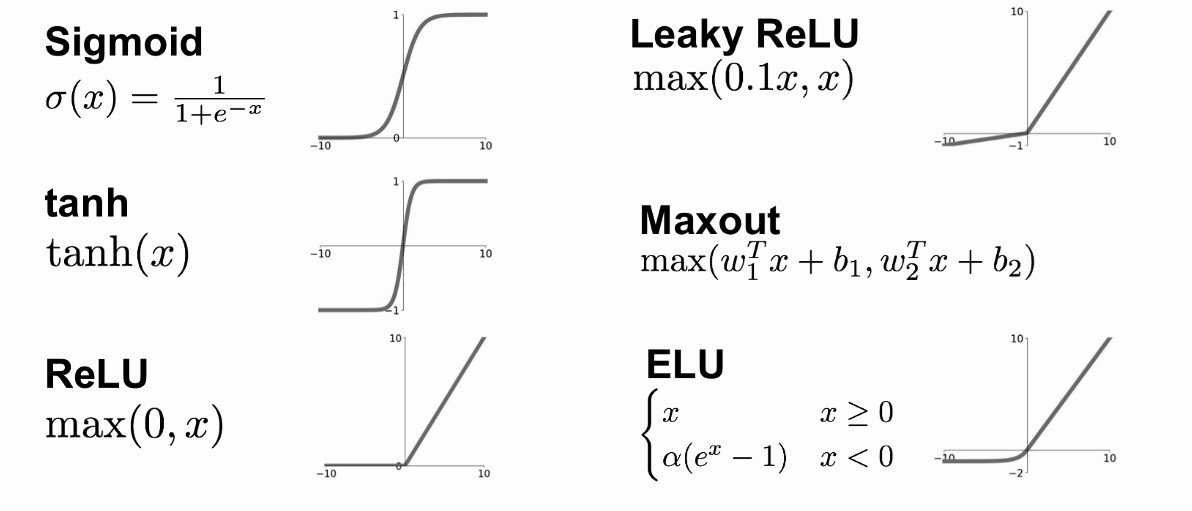 Sigmoid
σ(x) = 1/(1+e^{-x})
1
0
-10
10
tanh
tanh(x)
1
-10
10
-1
ReLU
max(0, x)
10
0
-10
10
Leaky ReLU
max(0.1x, x)
10
-10
-1
10
Maxout
max(w_1^T x + b_1, w_2^T x + b_2)
ELU
{ x x ≥ 0
α(e^x − 1) x < 0
10
-10
10
-2